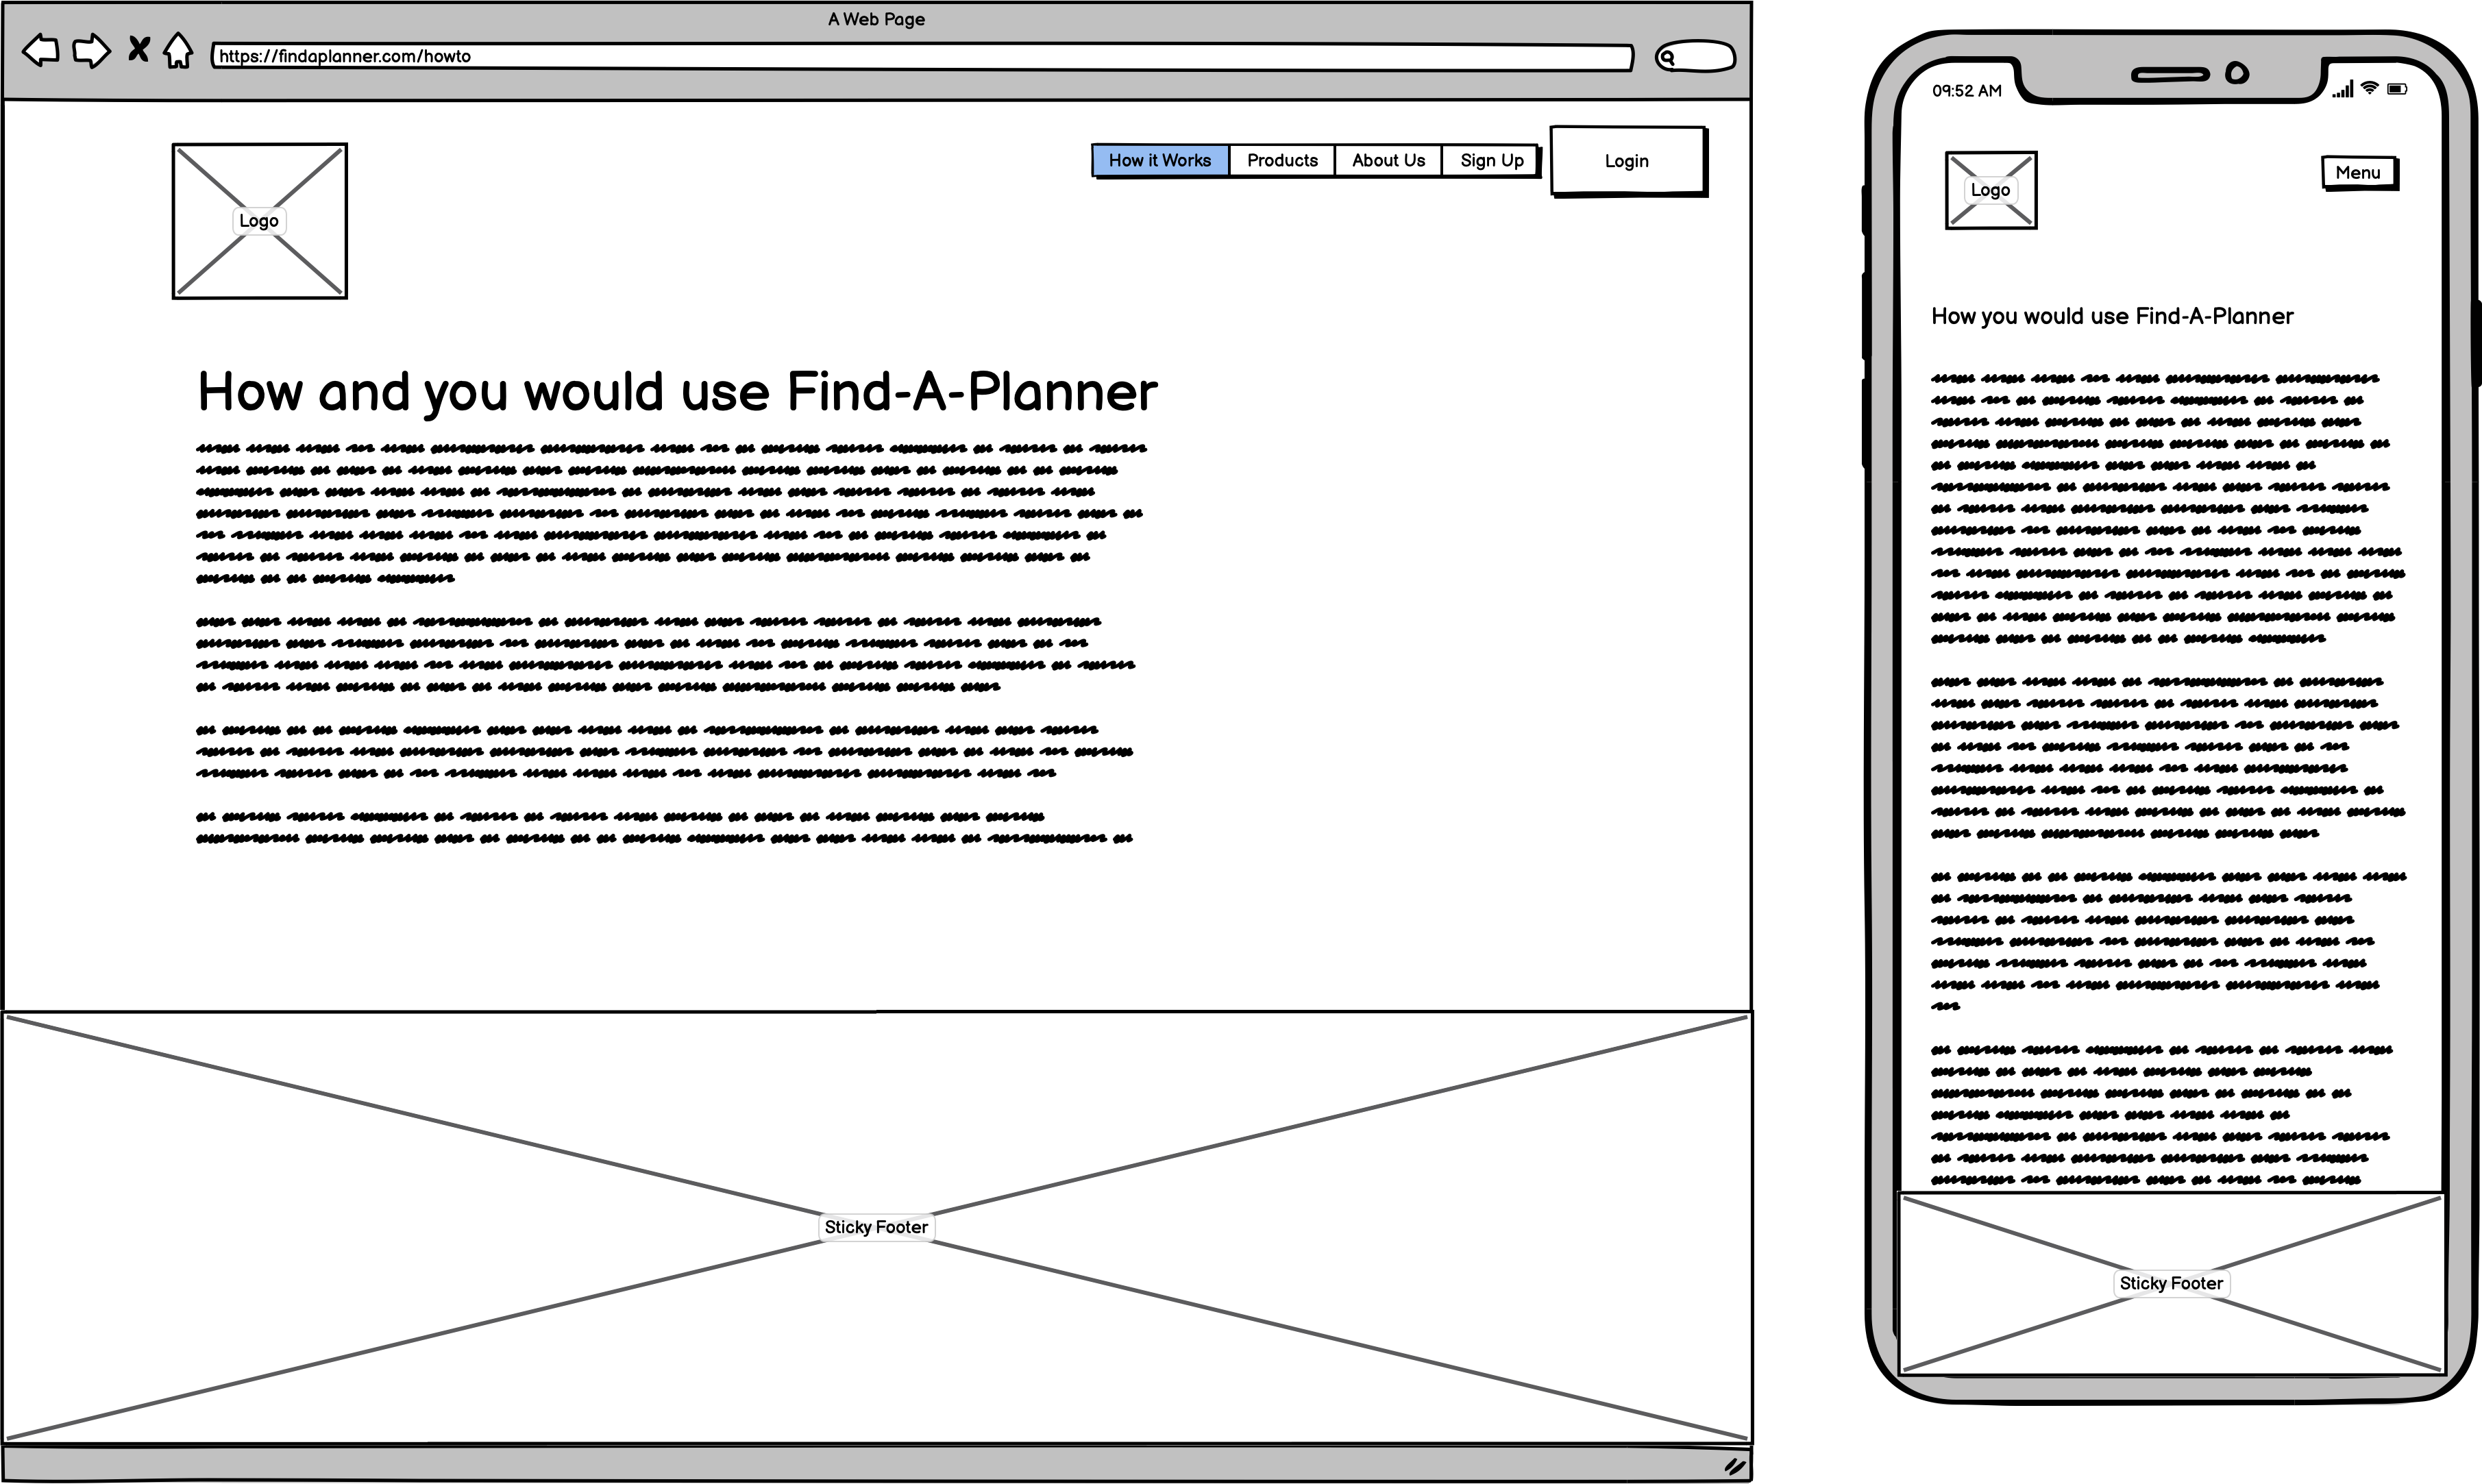 A Web Page
https://findaplanner.com/howto
Logo
How it Works
Products
About Us
Sign Up
Login
How and you would use Find-A-Planner
Sticky Footer
09:52 AM
Logo
Menu
How you would use Find-A-Planner
Sticky Footer